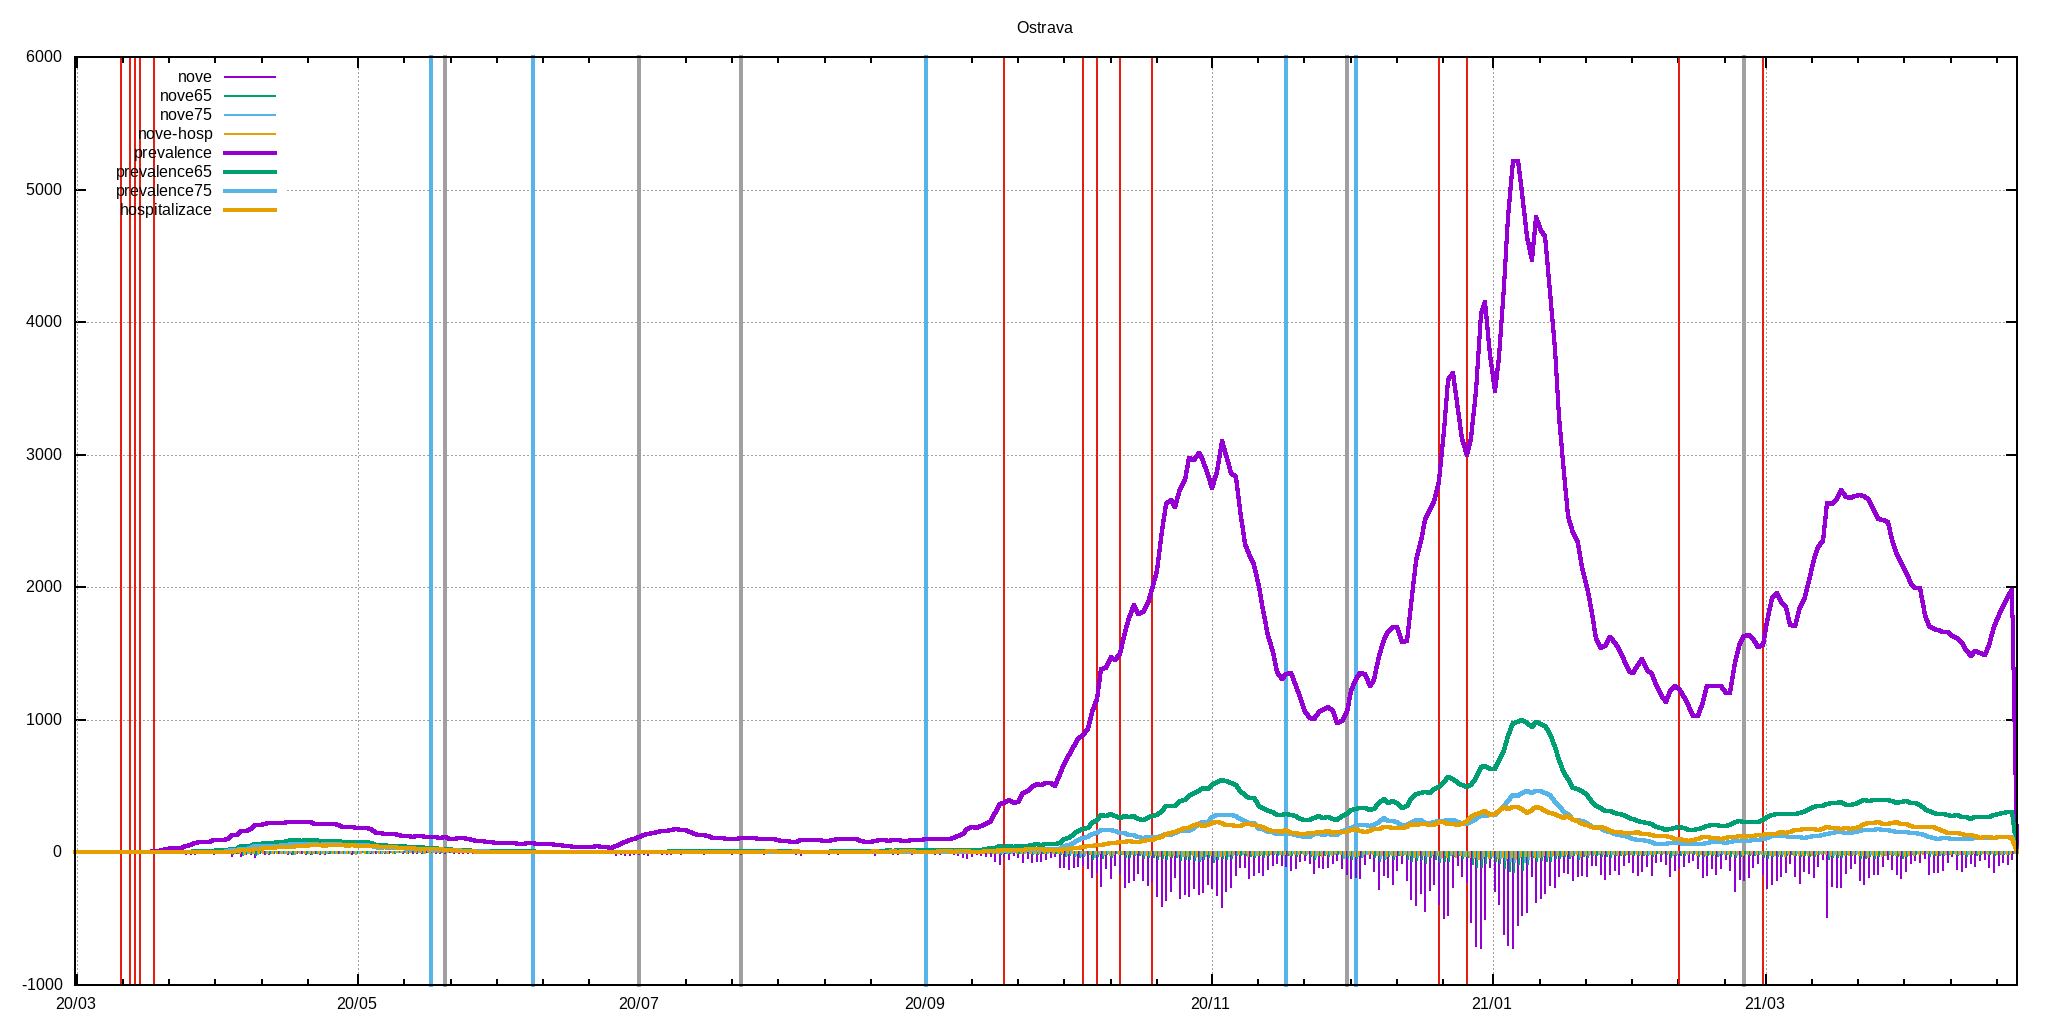 Ostrava
6000
nove
nove65
nove75
nove-hosp
prevalence
prevalence65
prevalence75
hospitalizace
5000
4000
3000
2000
1000
0
-1000
20/03 20/05 20/07 20/09 20/11 21/01 21/03